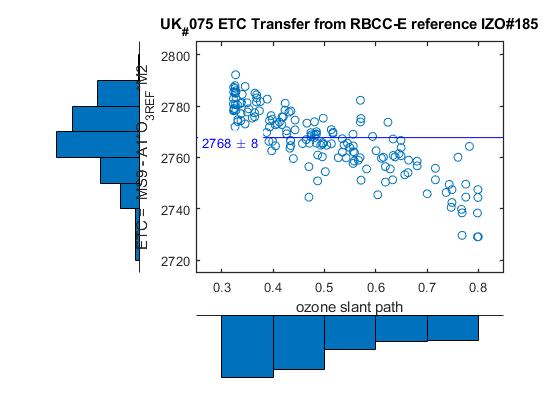 UK#075 ETC Transfer from RBCC-E reference IZO#185
ETC = MS9 - A1*O3REF*M2
2800
2780
2760
2740
2720
2768 ± 8
0.3 0.4 0.5 0.6 0.7 0.8
ozone slant path